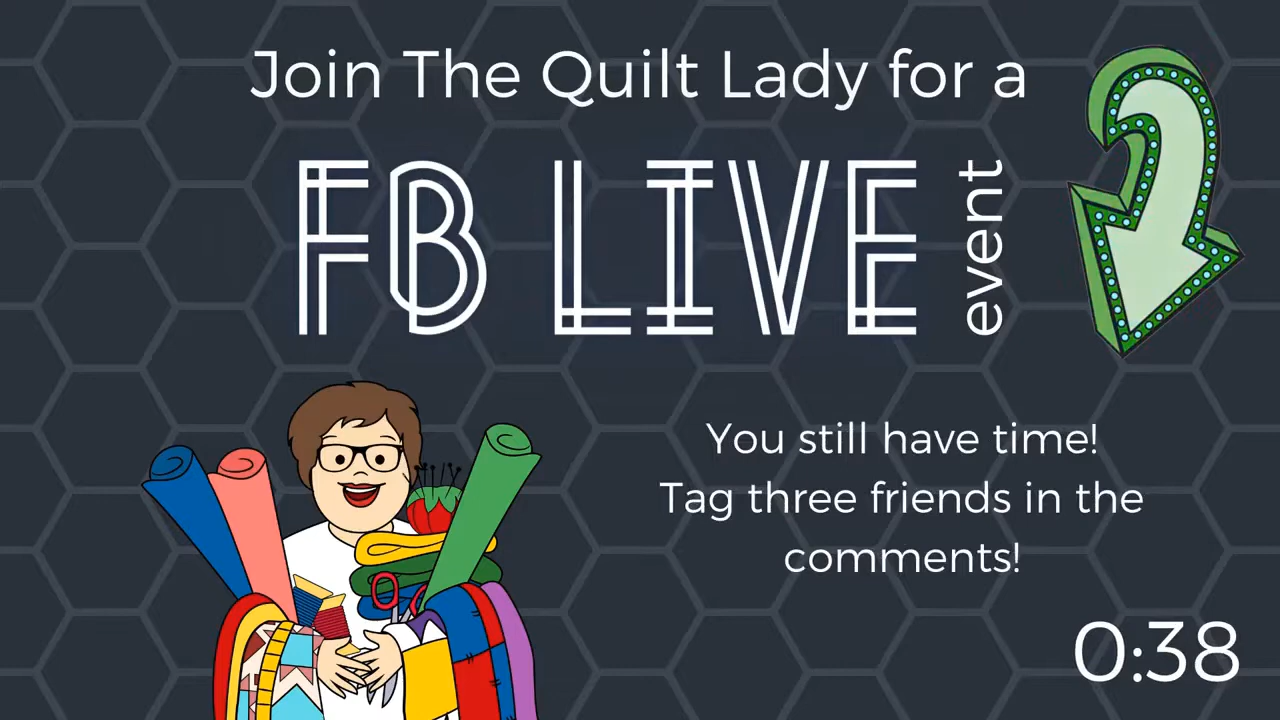 Join The Quilt Lady for a
FB LIVE
event
You still have time!
Tag three friends in the
comments!
0:38